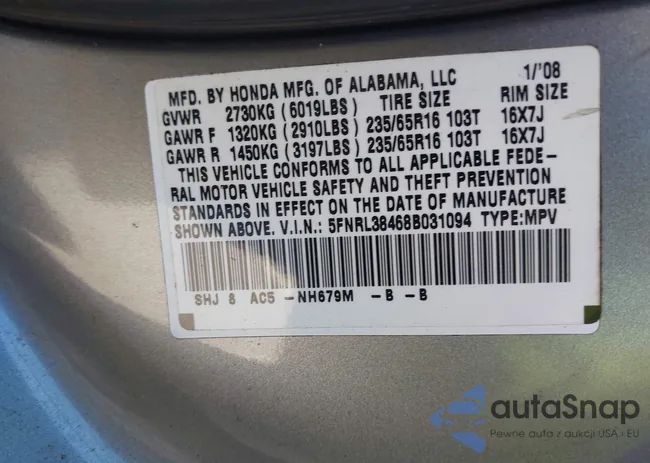 MFD. BY HONDA MFG. OF ALABAMA, LLC 1/'08
GVWR 2730KG (6019LBS) TIRE SIZE RIM SIZE
GAWR F 1320KG (2910LBS) 235/65R16 103T 16X7J
GAWR R 1450KG (3197LBS) 235/65R16 103T 16X7J
THIS VEHICLE CONFORMS TO ALL APPLICABLE FEDE-
RAL MOTOR VEHICLE SAFETY AND THEFT PREVENTION
STANDARDS IN EFFECT ON THE DATE OF MANUFACTURE
SHOWN ABOVE. V.I.N.: 5FNRL38468B031094 TYPE:MPV
SHJ 8 AC5 -NH679M -B -B
autaSnap
Pewne auta z aukcji USA i EU